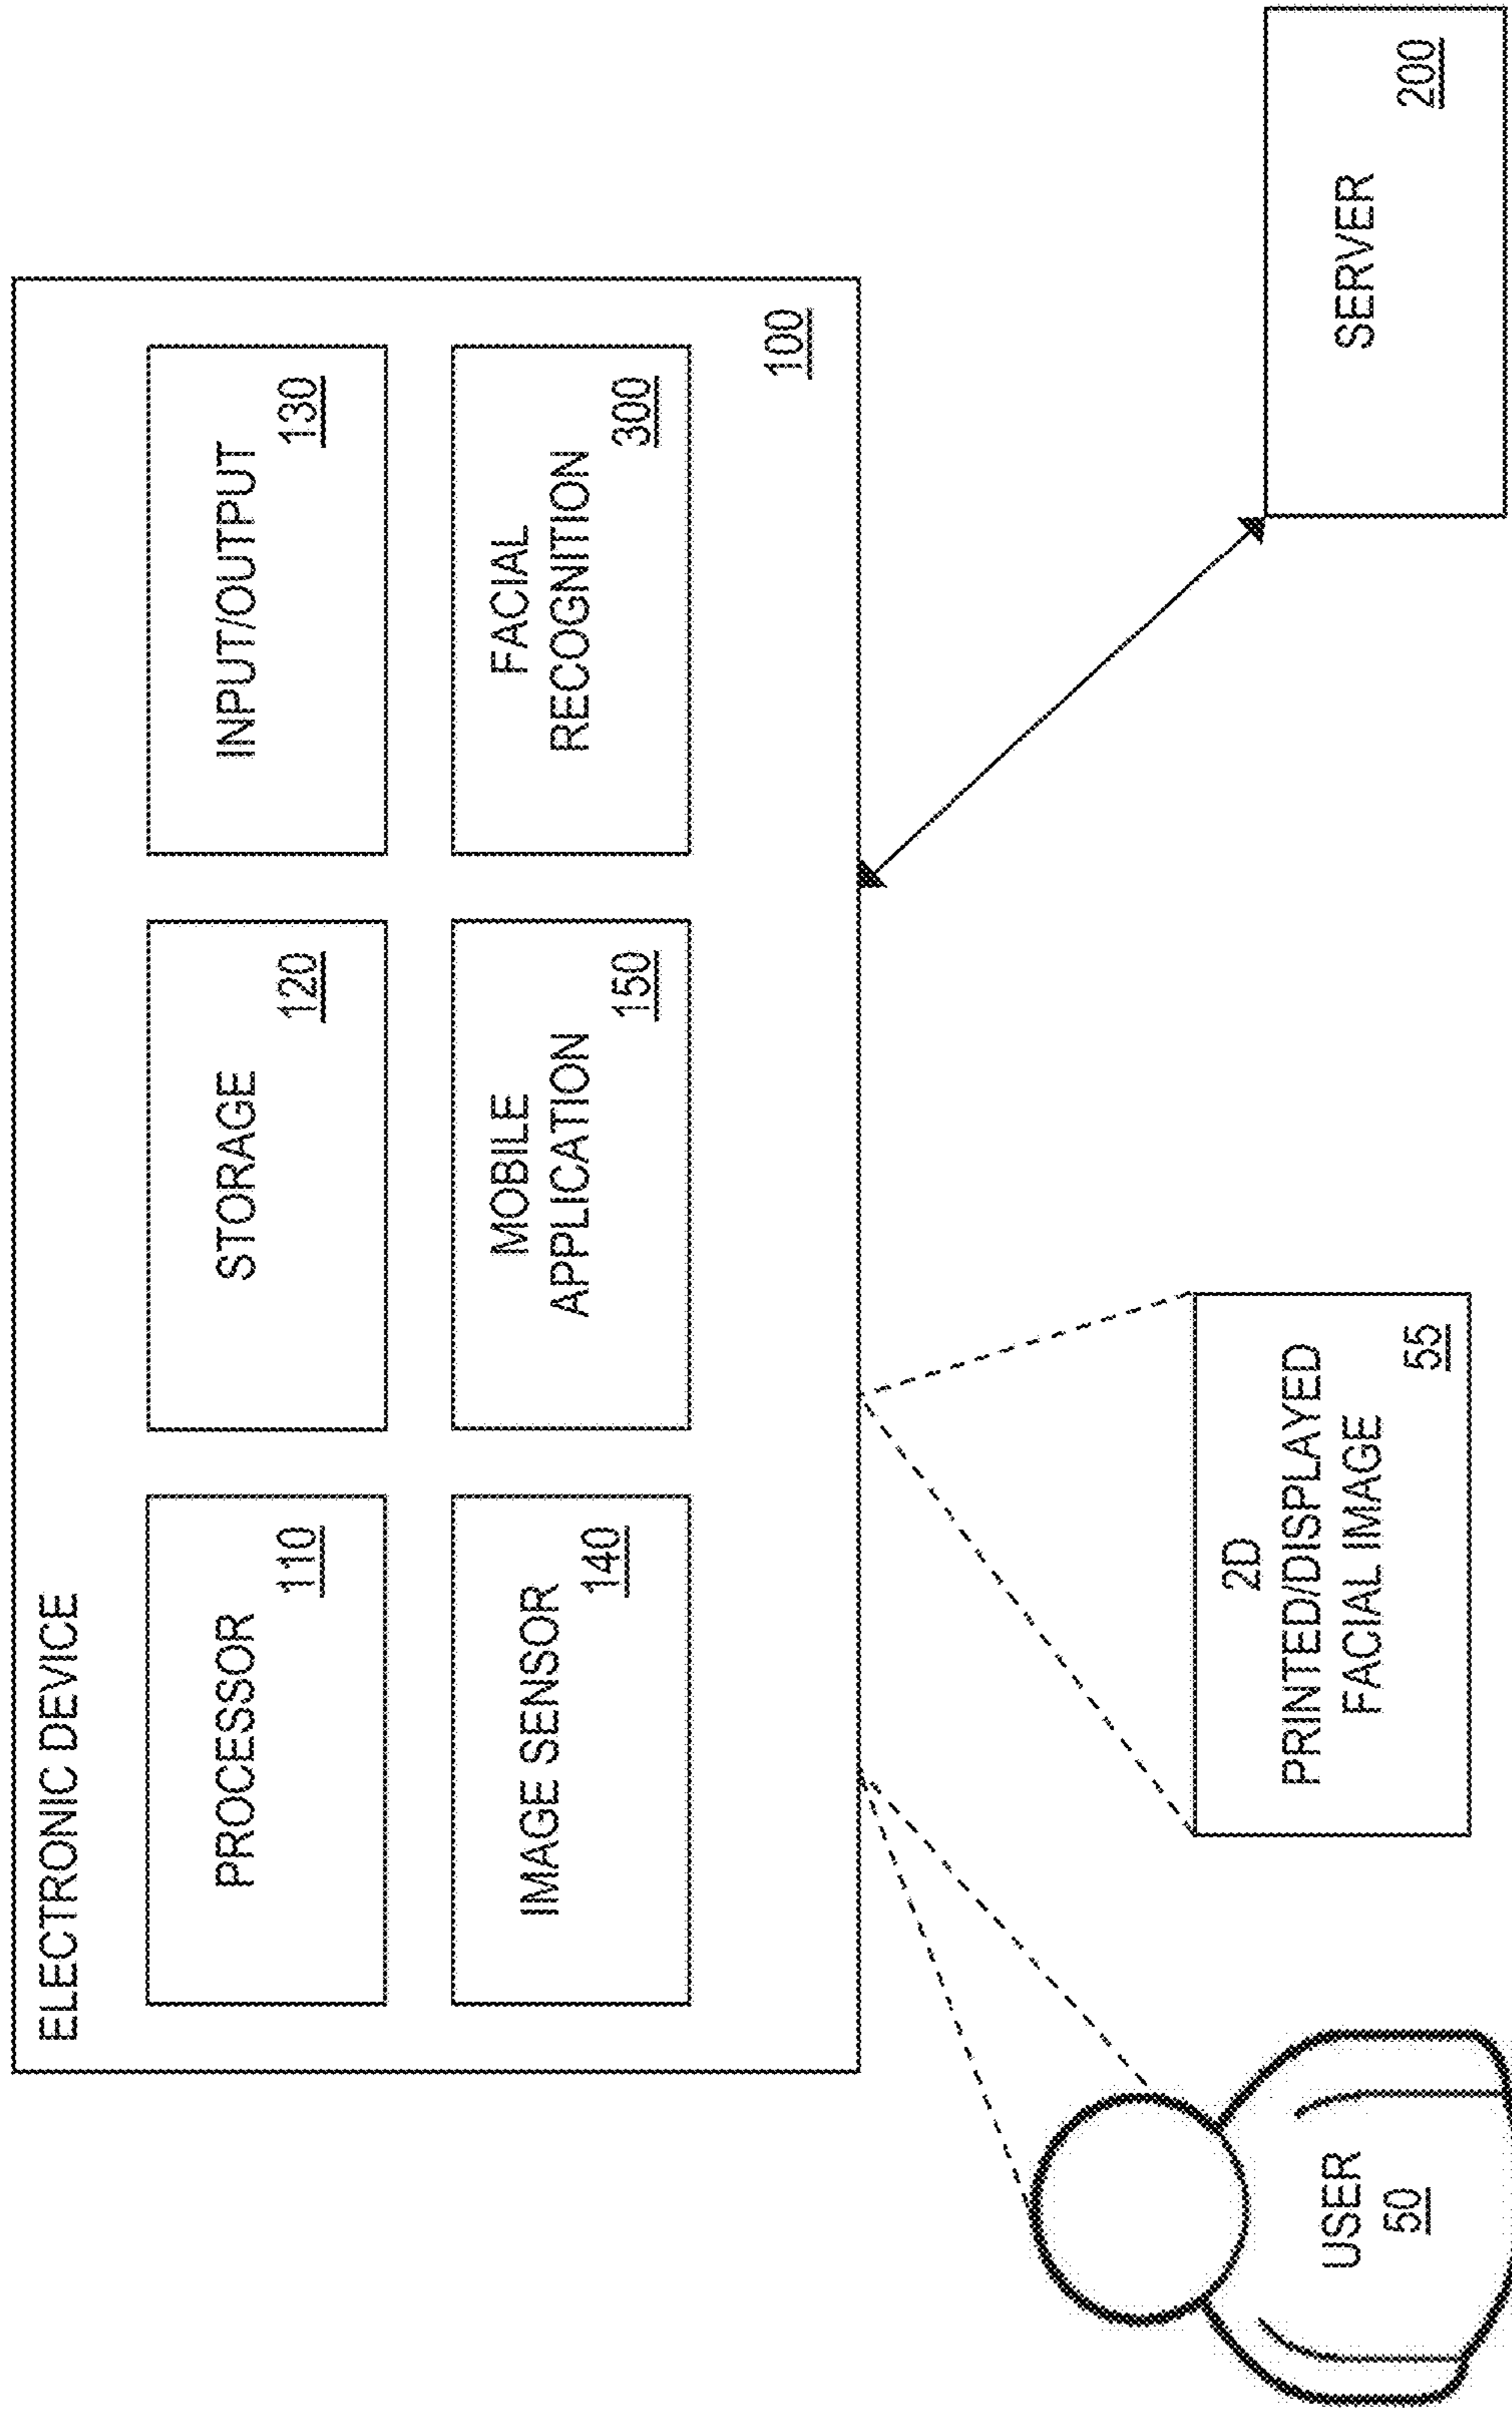 ELECTRONIC DEVICE
PROCESSOR
110
STORAGE
120
INPUT/OUTPUT
130
IMAGE SENSOR
140
MOBILE
APPLICATION
150
FACIAL
RECOGNITION
300
100
USER
50
2D
PRINTED/DISPLAYED
FACIAL IMAGE
55
SERVER
200